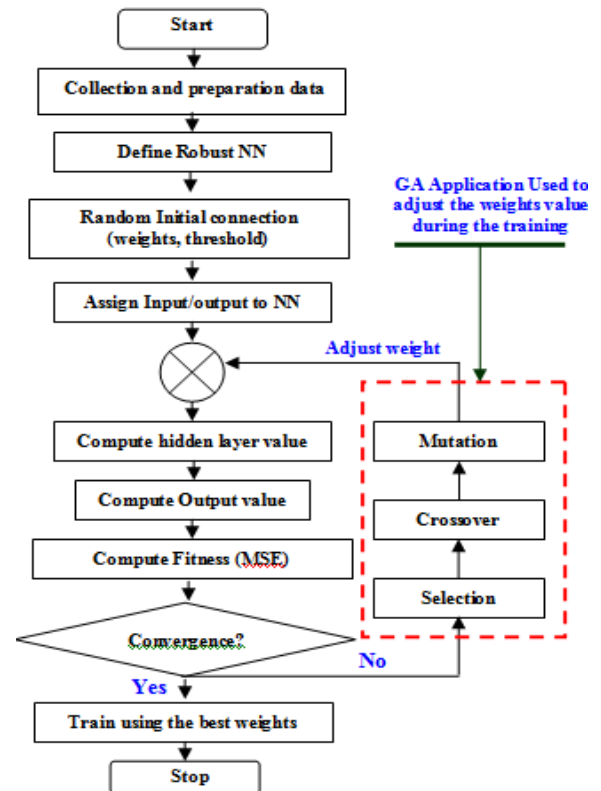 Start
Collection and preparation data
Define Robust NN
Random Initial connection
(weights, threshold)
Assign Input/output to NN
GA Application Used to
adjust the weights value
during the training
Adjust weight
Compute hidden layer value
Compute Output value
Compute Fitness (MSE)
Convergence?
Mutation
Crossover
Selection
No
Yes
Train using the best weights
Stop